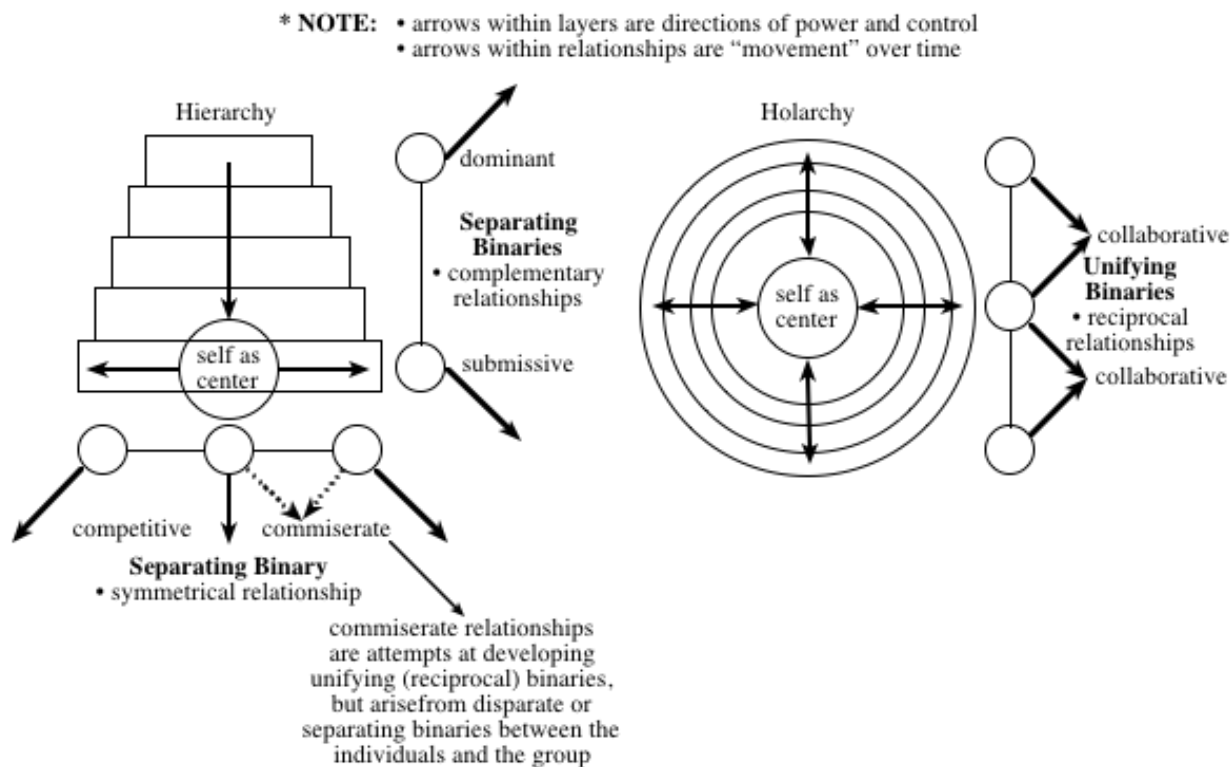 * NOTE: • arrows within layers are directions of power and control
• arrows within relationships are “movement” over time
Hierarchy
dominant
Separating
Binaries
• complementary
relationships
self as
center
submissive
competitive
commiserate
Separating Binary
• symmetrical relationship
commiserate relationships
are attempts at developing
unifying (reciprocal) binaries,
but arisefrom disparate or
separating binaries between the
individuals and the group
Holarchy
self as
center
collaborative
Unifying
Binaries
• reciprocal
relationships
collaborative